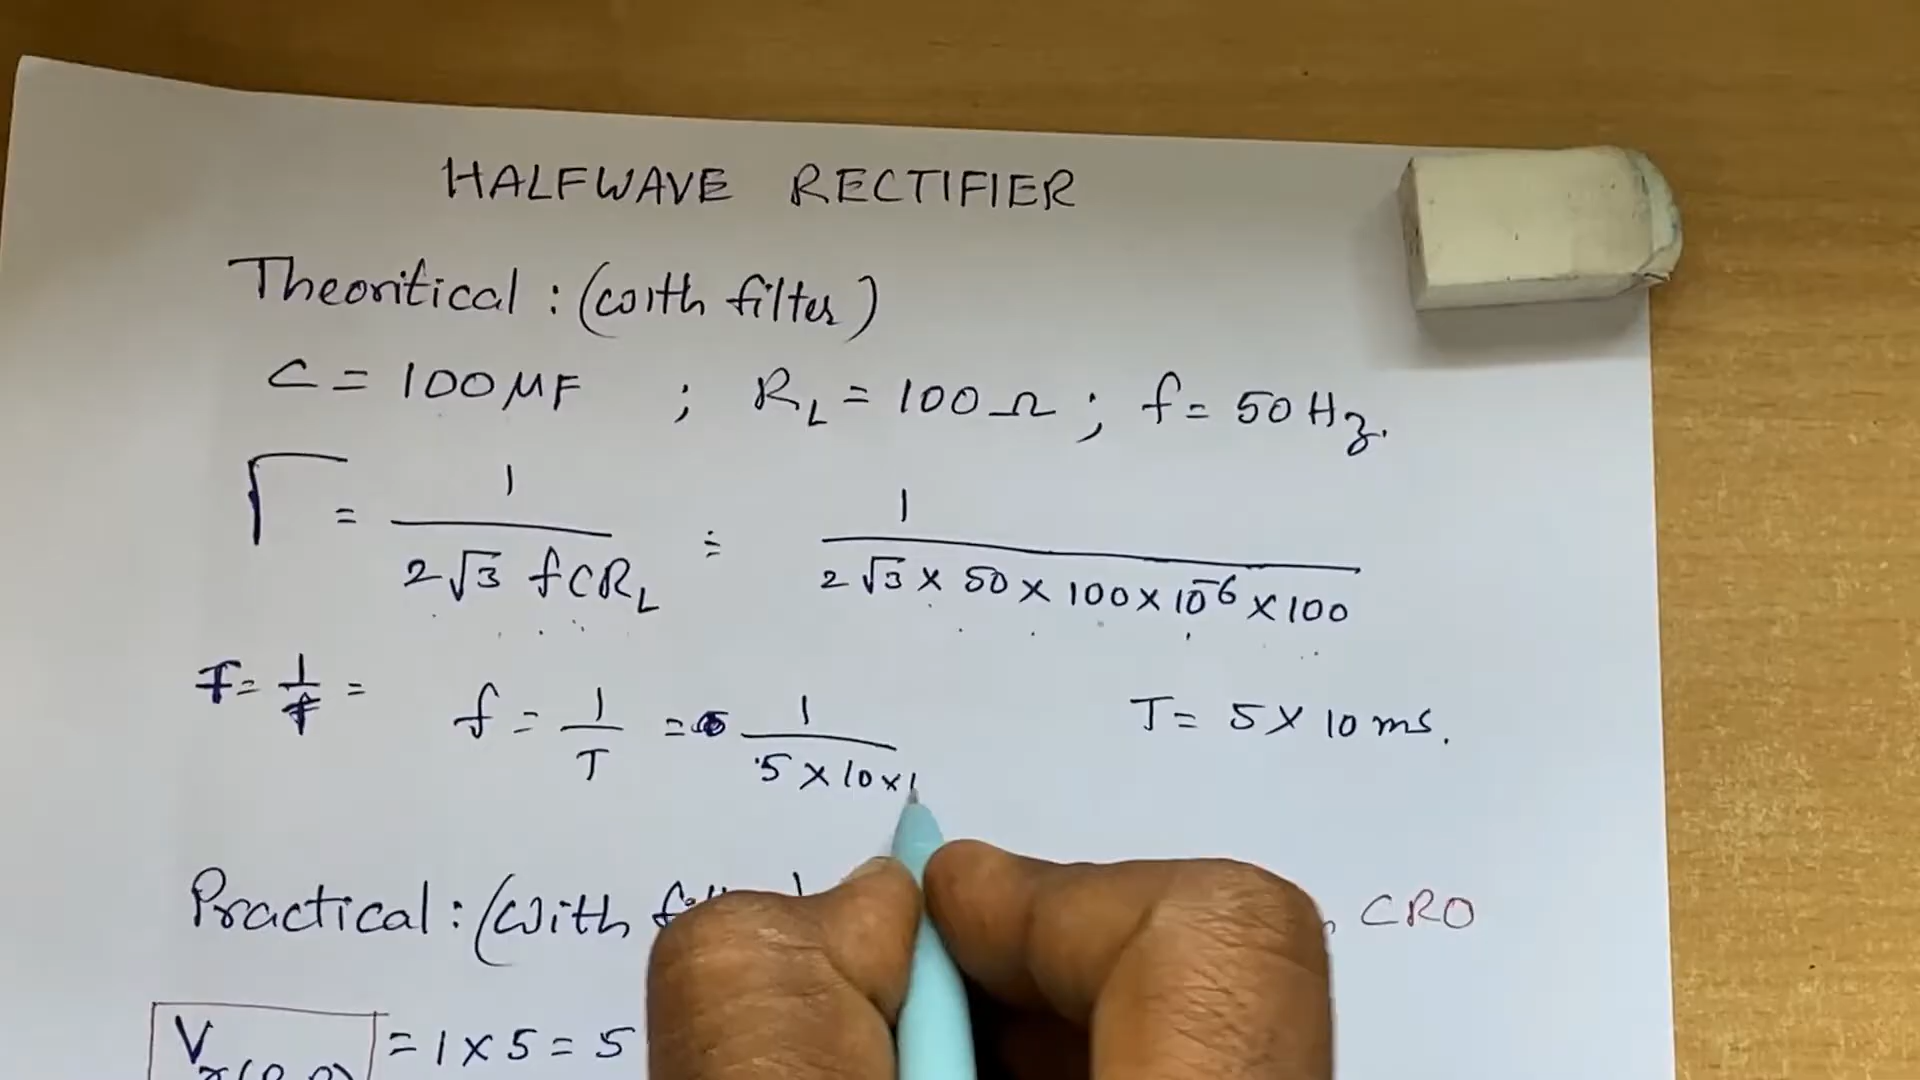 HALFWAVE RECTIFIER
Theoritical : (with filter)
C = 100 μF ; R_L = 100 Ω ; f = 50 Hz.
Γ = 1 / (2√3 fCR_L) = 1 / (2√3 × 50 × 100 × 10^-6 × 100)
T = 1/f = f = 1/T = 1 / (5 × 10 ×1 T = 5 × 10 ms.
Practical : (with CRO
V = 1 × 5 = 5